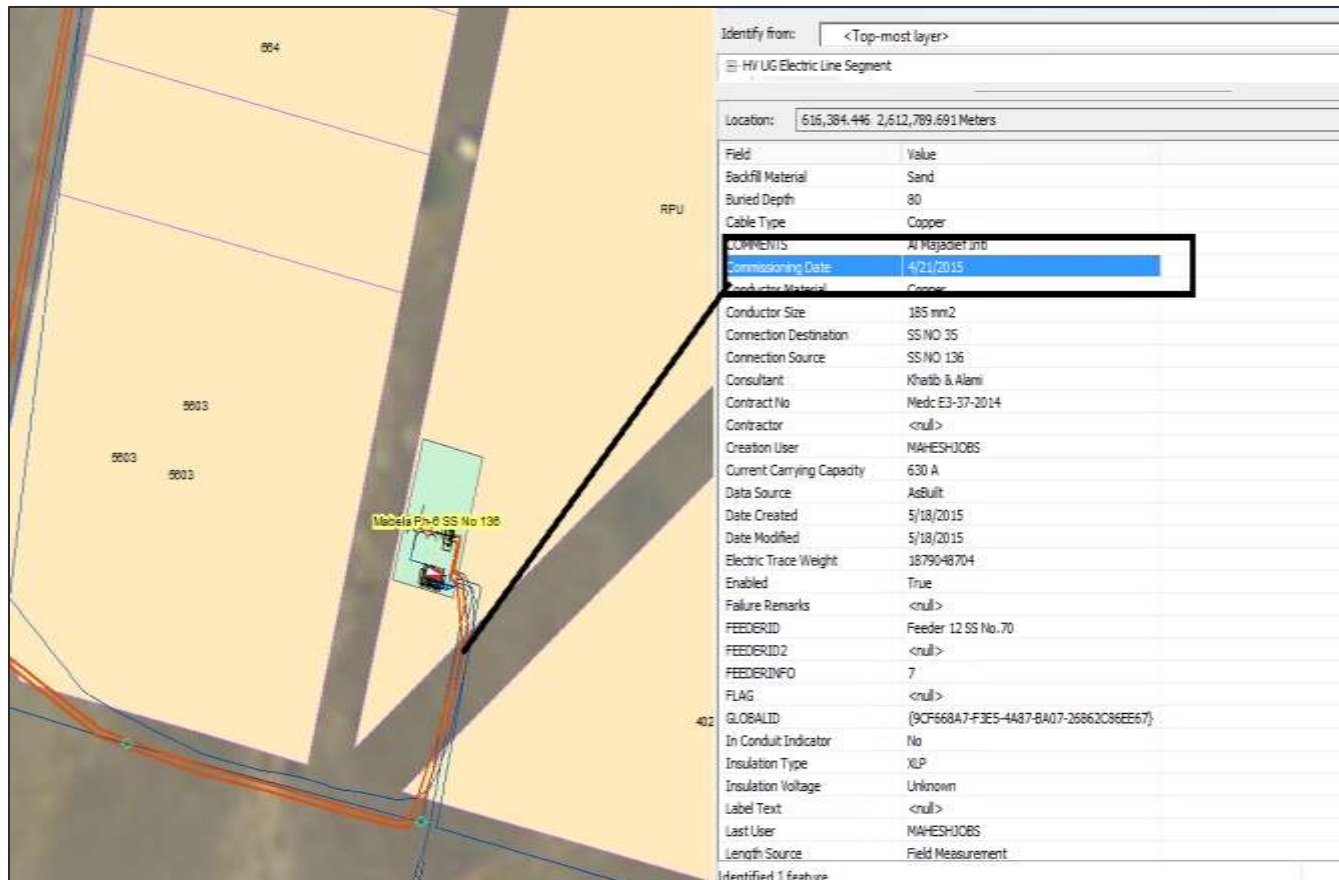 664
RPU
5603
5603
5603
Mabella Ph-6 SS No 136
402
Identify from: <Top-most layer>
HV UG Electric Line Segment
Location: 616,384.446 2,612,789.691 Meters
Field Value
Backfill Material Sand
Buried Depth 80
Cable Type Copper
COMMENTS Al Majadief Intl
Commissioning Date 4/21/2015
Conductor Material Copper
Conductor Size 185 mm2
Connection Destination SS NO 35
Connection Source SS NO 136
Consultant Khatib & Alami
Contract No Medc E3-37-2014
Contractor <null>
Creation User MAHESHJOBS
Current Carrying Capacity 630 A
Data Source AsBuilt
Date Created 5/18/2015
Date Modified 5/18/2015
Electric Trace Weight 1879048704
Enabled True
Failure Remarks <null>
FEEDERID Feeder 12 SS No.70
FEEDERID2 <null>
FEEDERINFO 7
FLAG <null>
GLOBALID {9CF668A7-F3E5-4A87-BA07-26862C86EE67}
In Conduit Indicator No
Insulation Type XLP
Insulation Voltage Unknown
Label Text <null>
Last User MAHESHJOBS
Length Source Field Measurement
Identified 1 feature